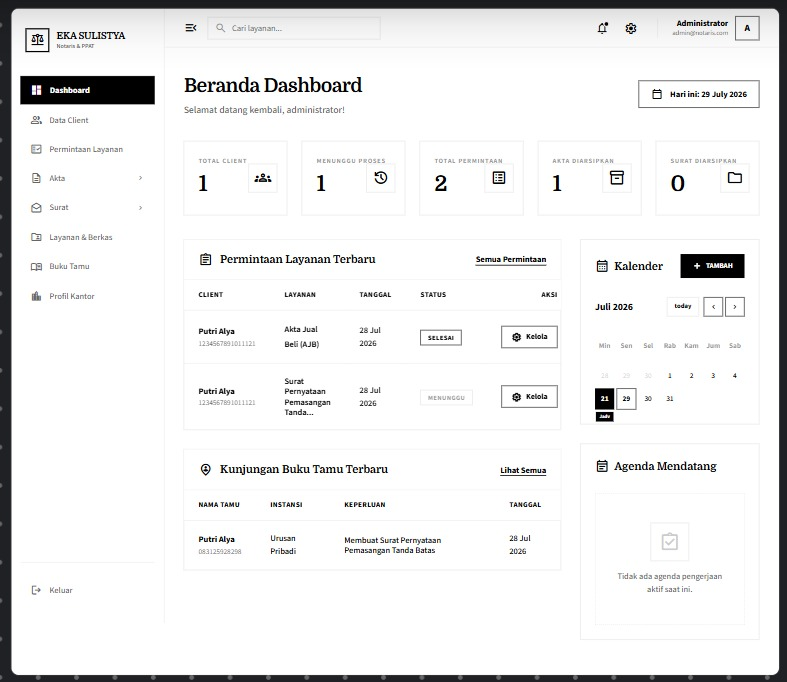 EKA SULISTYA
Notaris & PPAT
Cari layanan...
Administrator
admin@notaris.com
A
Dashboard
Data Client
Permintaan Layanan
Akta
Surat
Layanan & Berkas
Buku Tamu
Profil Kantor
Keluar
Beranda Dashboard
Selamat datang kembali, administrator!
Hari ini: 29 July 2026
TOTAL CLIENT
1
MENUNGGU PROSES
1
TOTAL PERMINTAAN
2
AKTA DIARSIPKAN
1
SURAT DIARSIPKAN
0
Permintaan Layanan Terbaru
Semua Permintaan
CLIENT LAYANAN TANGGAL STATUS AKSI
Putri Alya
1234567891011121
Akta Jual
Beli (AJB)
28 Jul
2026
SELESAI
Kelola
Putri Alya
1234567891011121
Surat
Pernyataan
Pemasangan
Tanda...
28 Jul
2026
MENUNGGU
Kelola
Kunjungan Buku Tamu Terbaru
Lihat Semua
NAMA TAMU INSTANSI KEPERLUAN TANGGAL
Putri Alya
083125928298
Urusan
Pribadi
Membuat Surat Pernyataan
Pemasangan Tanda Batas
28 Jul
2026
Kalender
+ TAMBAH
Juli 2026
today
‹ ›
Min Sen Sel Rab Kam Jum Sab
28 29 30 1 2 3 4
21 29 30 31
Agenda Mendatang
Tidak ada agenda pengerjaan
aktif saat ini.